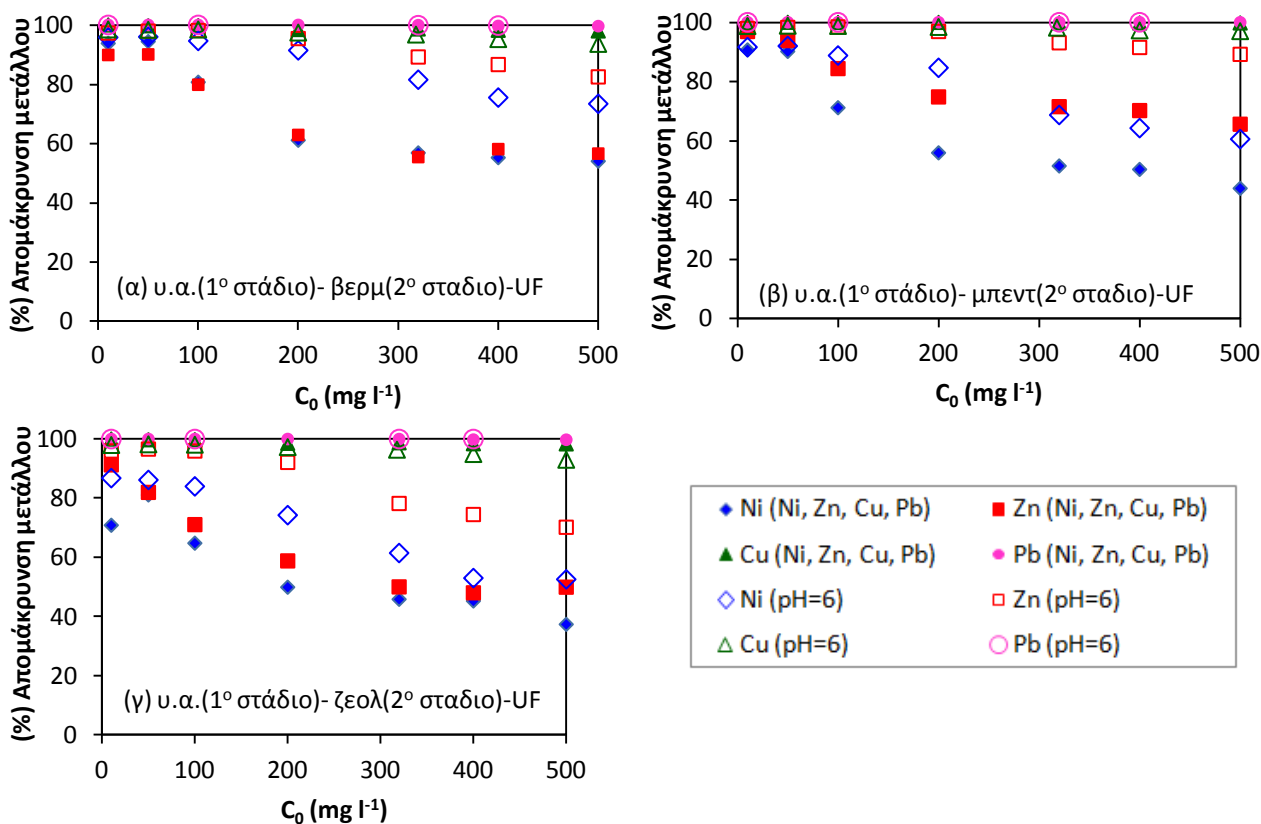 (%) Απομάκρυνση μετάλλου
100
80
60
40
20
0
(α) υ.α.(1ο στάδιο)- βερμ(2ο σταδιο)-UF
0 100 200 300 400 500
C0 (mg l-1)
(%) Απομάκρυνση μετάλλου
100
80
60
40
20
0
(β) υ.α.(1ο στάδιο)- μπεντ(2ο σταδιο)-UF
0 100 200 300 400 500
C0 (mg l-1)
(%) Απομάκρυνση μετάλλου
100
80
60
40
20
0
(γ) υ.α.(1ο στάδιο)- ζεολ(2ο σταδιο)-UF
0 100 200 300 400 500
C0 (mg l-1)
Ni (Ni, Zn, Cu, Pb) Zn (Ni, Zn, Cu, Pb)
Cu (Ni, Zn, Cu, Pb) Pb (Ni, Zn, Cu, Pb)
Ni (pH=6) Zn (pH=6)
Cu (pH=6) Pb (pH=6)